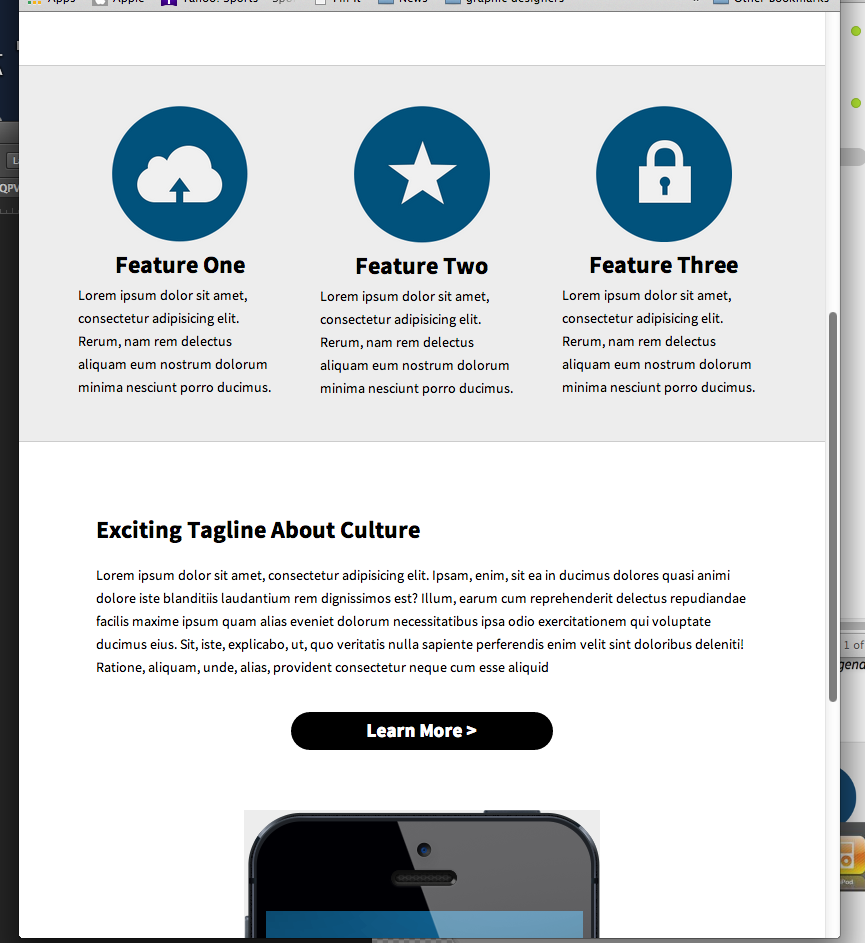 Apps Apple Yahoo! Sports Pin It News graphic designers » Other Bookmarks
Feature One
Lorem ipsum dolor sit amet,
consectetur adipisicing elit.
Rerum, nam rem delectus
aliquam eum nostrum dolorum
minima nesciunt porro ducimus.
Feature Two
Lorem ipsum dolor sit amet,
consectetur adipisicing elit.
Rerum, nam rem delectus
aliquam eum nostrum dolorum
minima nesciunt porro ducimus.
Feature Three
Lorem ipsum dolor sit amet,
consectetur adipisicing elit.
Rerum, nam rem delectus
aliquam eum nostrum dolorum
minima nesciunt porro ducimus.
Exciting Tagline About Culture
Lorem ipsum dolor sit amet, consectetur adipisicing elit. Ipsam, enim, sit ea in ducimus dolores quasi animi
dolore iste blanditiis laudantium rem dignissimos est? Illum, earum cum reprehenderit delectus repudiandae
facilis maxime ipsum quam alias eveniet dolorum necessitatibus ipsa odio exercitationem qui voluptate
ducimus eius. Sit, iste, explicabo, ut, quo veritatis nulla sapiente perferendis enim velit sint doloribus deleniti!
Ratione, aliquam, unde, alias, provident consectetur neque cum esse aliquid
Learn More >
1 of
iPod